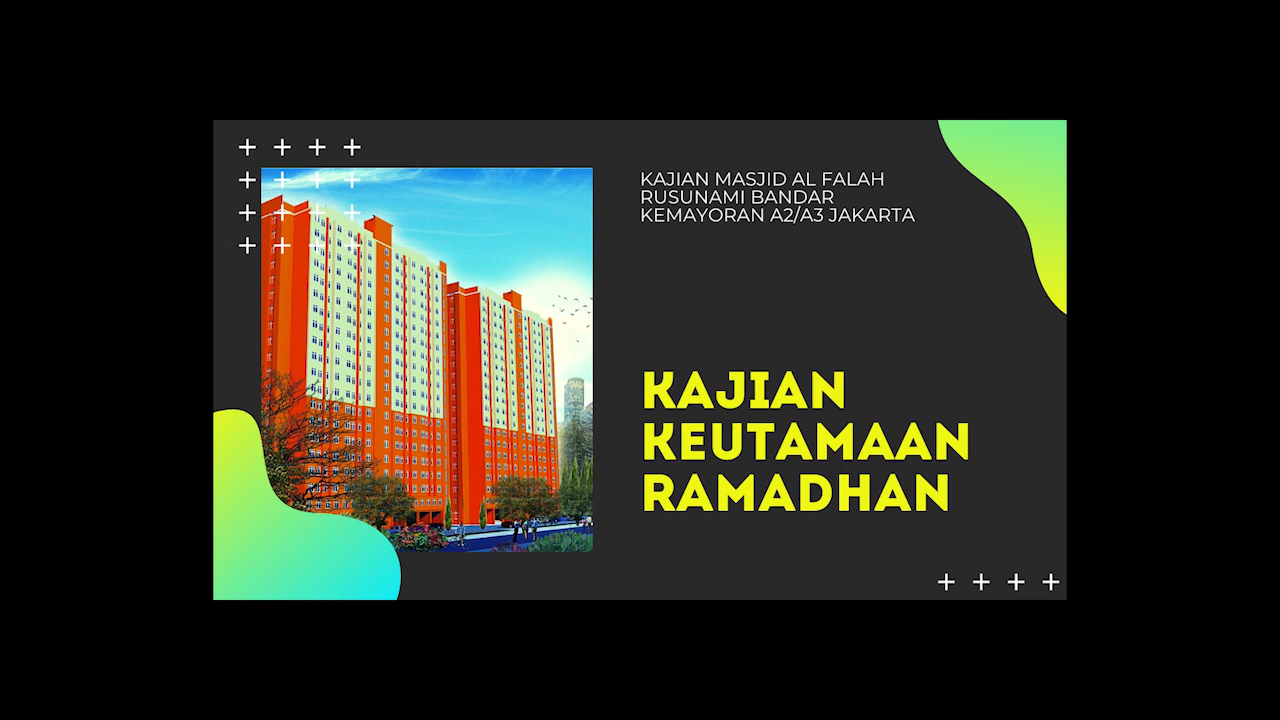 KAJIAN MASJID AL FALAH
RUSUNAMI BANDAR
KEMAYORAN A2/A3 JAKARTA
KAJIAN
KEUTAMAAN
RAMADHAN